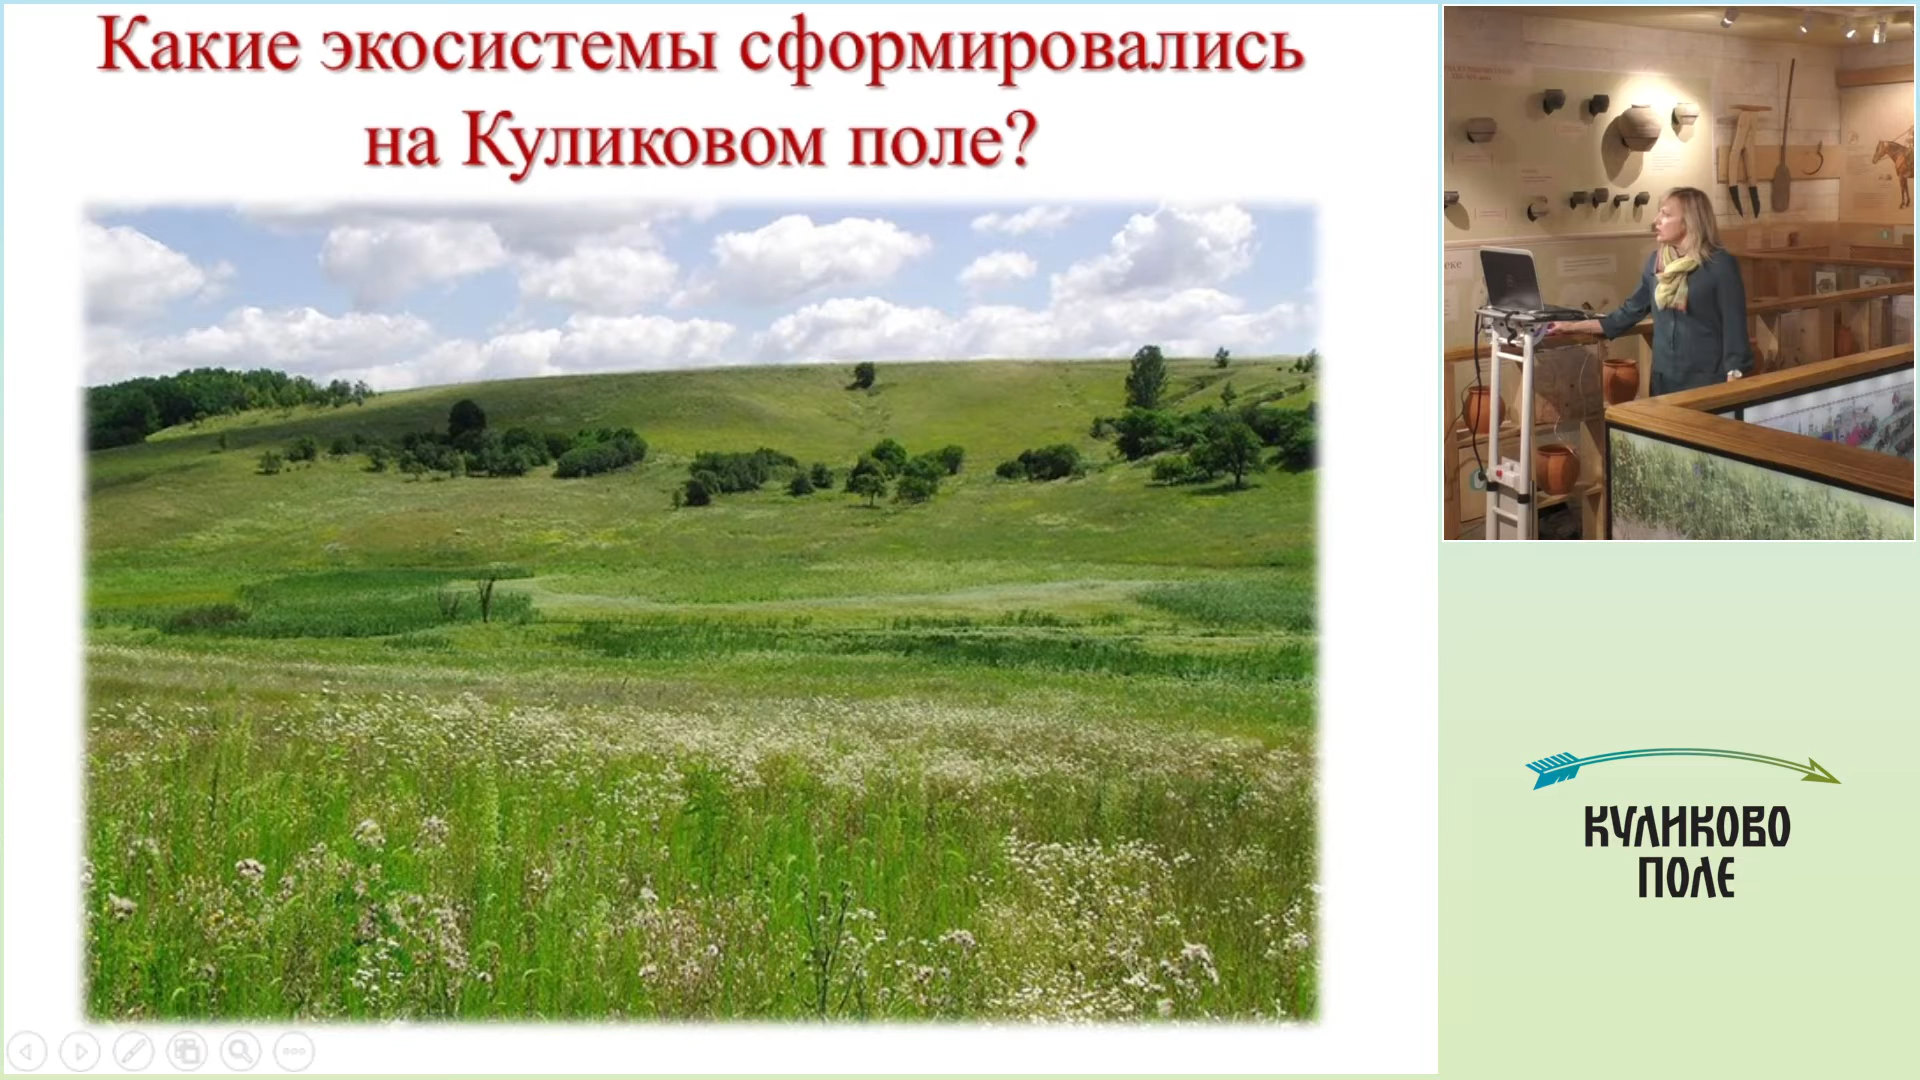 Какие экосистемы сформировались
на Куликовом поле?
КУЛИКОВО
ПОЛЕ